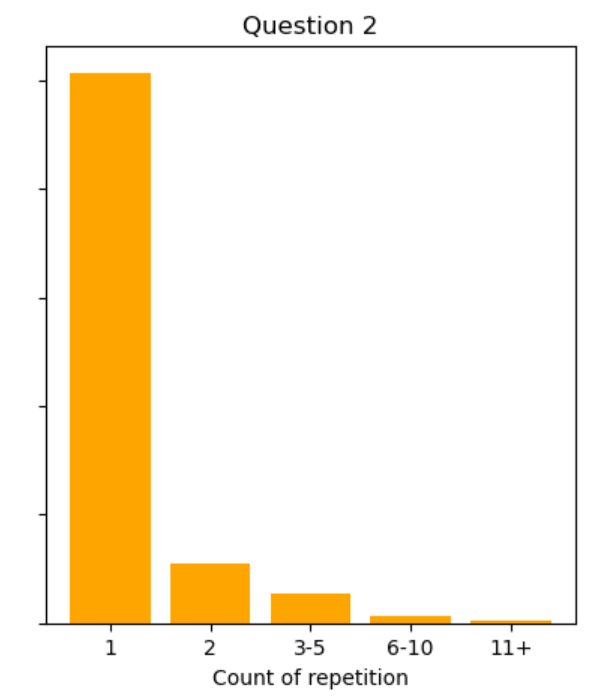 Question 2
1 2 3-5 6-10 11+
Count of repetition